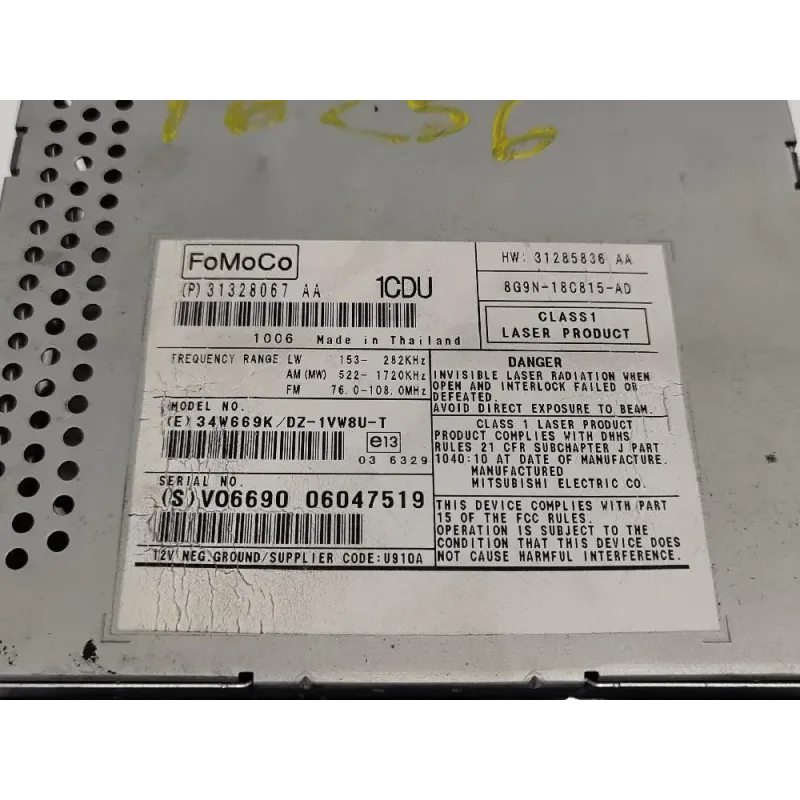 FoMoCo
(P) 31328067 AA 1CDU
1006 Made in Thailand
HW: 31285836 AA
8G9N-18C815-AD
CLASS1
LASER PRODUCT
FREQUENCY RANGE LW 153- 282KHz
AM (MW) 522- 1720KHz
FM 76.0-108.0MHz
MODEL NO.
(E) 34W669K/DZ-1VW8U-T
e13
03 6329
SERIAL NO.
(S) V06690 06047519
12V NEG.GROUND/SUPPLIER CODE:U910A
DANGER
INVISIBLE LASER RADIATION WHEN
OPEN AND INTERLOCK FAILED OR
DEFEATED.
AVOID DIRECT EXPOSURE TO BEAM.
CLASS 1 LASER PRODUCT
PRODUCT COMPLIES WITH DHHS
RULES 21 CFR SUBCHAPTER J PART
1040:10 AT DATE OF MANUFACTURE.
MANUFACTURED
MITSUBISHI ELECTRIC CO.
THIS DEVICE COMPLIES WITH PART
15 OF THE FCC RULES.
OPERATION IS SUBJECT TO THE
CONDITION THAT THIS DEVICE DOES
NOT CAUSE HARMFUL INTERFERENCE.